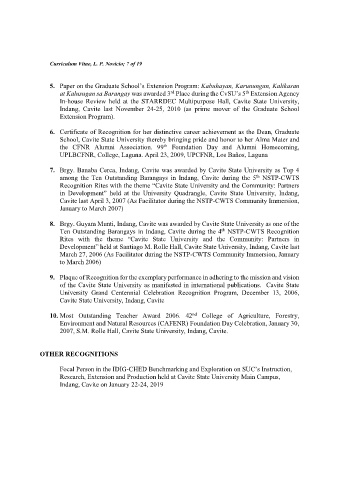 Curriculum Vitae, L. P. Novicio; 7 of 19
5. Paper on the Graduate School's Extension Program: Kabuhayan, Karunungan, Kalikasan
at Kalusugan sa Barangay was awarded 3rd Place during the CvSU's 5th Extension Agency
In-house Review held at the STARRDEC Multipurpose Hall, Cavite State University,
Indang, Cavite last November 24-25, 2010 (as prime mover of the Graduate School
Extension Program).
6. Certificate of Recognition for her distinctive career achievement as the Dean, Graduate
School, Cavite State University thereby bringing pride and honor to her Alma Mater and
the CFNR Alumni Association. 99th Foundation Day and Alumni Homecoming,
UPLBCFNR, College, Laguna. April 23, 2009, UPCFNR, Los Baños, Laguna
7. Brgy. Banaba Cerca, Indang, Cavite was awarded by Cavite State University as Top 4
among the Ten Outstanding Barangays in Indang, Cavite during the 5th NSTP-CWTS
Recognition Rites with the theme "Cavite State University and the Community: Partners
in Development" held at the University Quadrangle, Cavite State University, Indang,
Cavite last April 3, 2007 (As Facilitator during the NSTP-CWTS Community Immersion,
January to March 2007)
8. Brgy. Guyam Munti, Indang, Cavite was awarded by Cavite State University as one of the
Ten Outstanding Barangays in Indang, Cavite during the 4th NSTP-CWTS Recognition
Rites with the theme "Cavite State University and the Community: Partners in
Development" held at Santiago M. Rolle Hall, Cavite State University, Indang, Cavite last
March 27, 2006 (As Facilitator during the NSTP-CWTS Community Immersion, January
to March 2006)
9. Plaque of Recognition for the exemplary performance in adhering to the mission and vision
of the Cavite State University as manifested in international publications. Cavite State
University Grand Centennial Celebration Recognition Program, December 13, 2006,
Cavite State University, Indang, Cavite
10. Most Outstanding Teacher Award 2006. 42nd College of Agriculture, Forestry,
Environment and Natural Resources (CAFENR) Foundation Day Celebration, January 30,
2007, S.M. Rolle Hall, Cavite State University, Indang, Cavite.
OTHER RECOGNITIONS
Focal Person in the IDIG-CHED Benchmarking and Exploration on SUC's Instruction,
Research, Extension and Production held at Cavite State University Main Campus,
Indang, Cavite on January 22-24, 2019